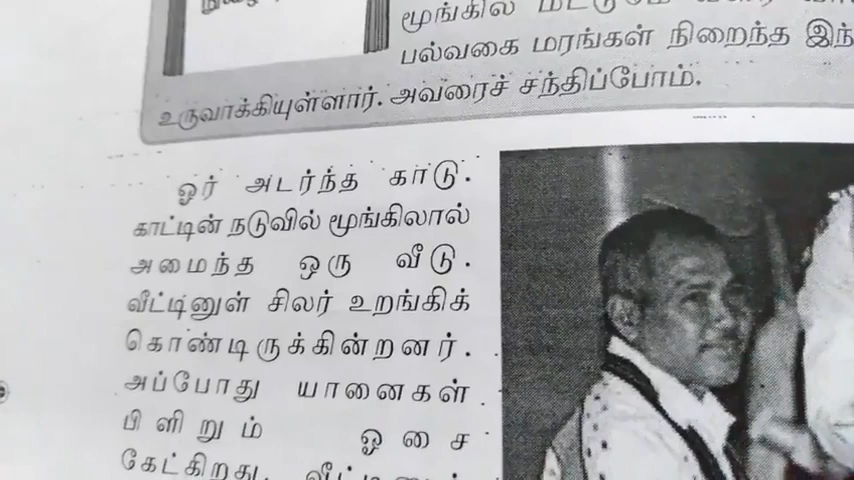 மூங்கில்
பல்வகை மரங்கள் நிறைந்த இந்
உருவாக்கியுள்ளார். அவரைச் சந்திப்போம்.
ஓர் அடர்ந்த காடு.
காட்டின் நடுவில் மூங்கிலால்
அமைந்த ஒரு வீடு.
வீட்டினுள் சிலர் உறங்கிக்
கொண்டிருக்கின்றனர்.
அப்போது யானைகள்
பிளிறும் ஓசை
கேட்கிறது.